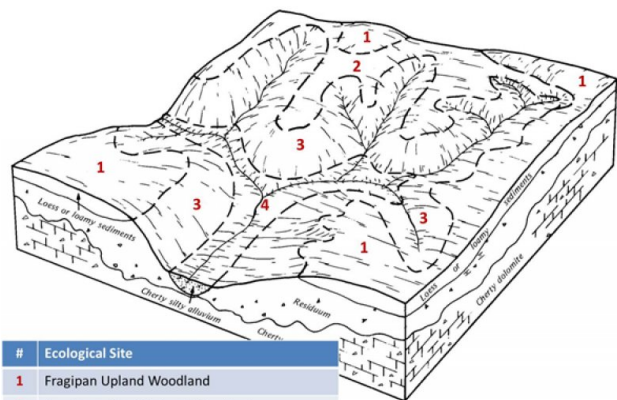 1
2
1
3
1
3
4
3
1
Loess or loamy sediments
Cherty silty alluvium
Residuum
Cherty
Loess or loamy sediments
Cherty dolomite
# Ecological Site
1 Fragipan Upland Woodland